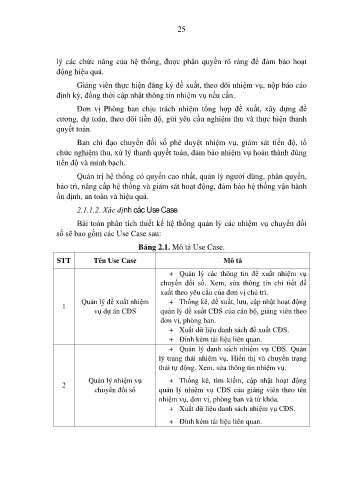 25
lý các chức năng của hệ thống, được phân quyền rõ ràng để đảm bảo hoạt
động hiệu quả.
Giảng viên thực hiện đăng ký đề xuất, theo dõi nhiệm vụ, nộp báo cáo
định kỳ, đồng thời cập nhật thông tin nhiệm vụ nếu cần.
Đơn vị Phòng ban chịu trách nhiệm tổng hợp đề xuất, xây dựng đề
cương, dự toán, theo dõi tiến độ, gửi yêu cầu nghiệm thu và thực hiện thanh
quyết toán.
Ban chỉ đạo chuyển đổi số phê duyệt nhiệm vụ, giám sát tiến độ, tổ
chức nghiệm thu, xử lý thanh quyết toán, đảm bảo nhiệm vụ hoàn thành đúng
tiến độ và minh bạch.
Quản trị hệ thống có quyền cao nhất, quản lý người dùng, phân quyền,
bảo trì, nâng cấp hệ thống và giám sát hoạt động, đảm bảo hệ thống vận hành
ổn định, an toàn và hiệu quả.
2.1.1.2. Xác định các Use Case.
Bài toán phân tích thiết kế hệ thống quản lý các nhiệm vụ chuyển đổi
số sẽ bao gồm các Use Case sau:
Bảng 2.1. Mô tả Use Case.
STT Tên Use Case Mô tả
1
Quản lý đề xuất nhiệm
vụ dự án CĐS
+ Quản lý các thông tin đề xuất nhiệm vụ
chuyển đổi số. Xem, sửa thông tin chi tiết đề
xuất theo yêu cầu của đơn vị chủ trì.
+ Thống kê, đề xuất, lưu, cập nhật hoạt động
quản lý đề xuất CĐS của cán bộ, giảng viên theo
đơn vị, phòng ban.
+ Xuất dữ liệu danh sách đề xuất CĐS.
+ Đính kèm tài liệu liên quan.
2
Quản lý nhiệm vụ
chuyển đổi số
+ Quản lý danh sách nhiệm vụ CĐS. Quản
lý trạng thái nhiệm vụ. Hiển thị và chuyển trạng
thái tự động. Xem, sửa thông tin nhiệm vụ.
+ Thống kê, tìm kiếm, cập nhật hoạt động
quản lý nhiệm vụ CĐS của giảng viên theo tên
nhiệm vụ, đơn vị, phòng ban và từ khóa.
+ Xuất dữ liệu danh sách nhiệm vụ CĐS.
+ Đính kèm tài liệu liên quan.